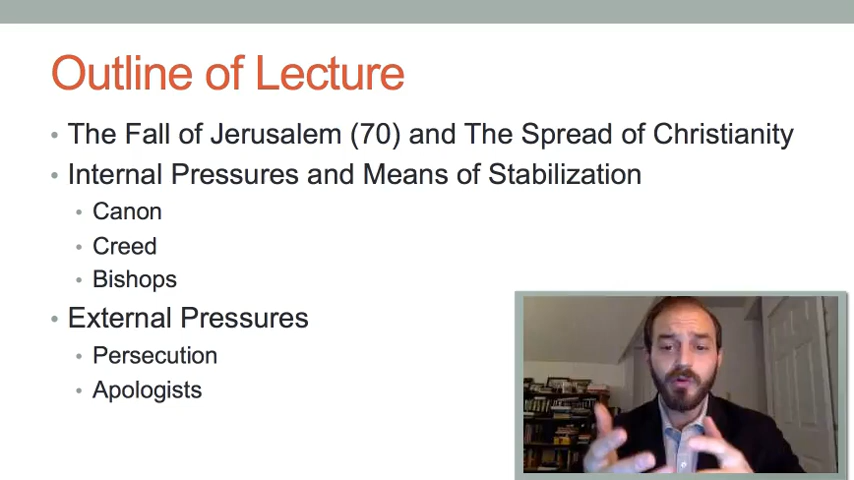 Outline of Lecture
• The Fall of Jerusalem (70) and The Spread of Christianity
• Internal Pressures and Means of Stabilization
• Canon
• Creed
• Bishops
• External Pressures
• Persecution
• Apologists